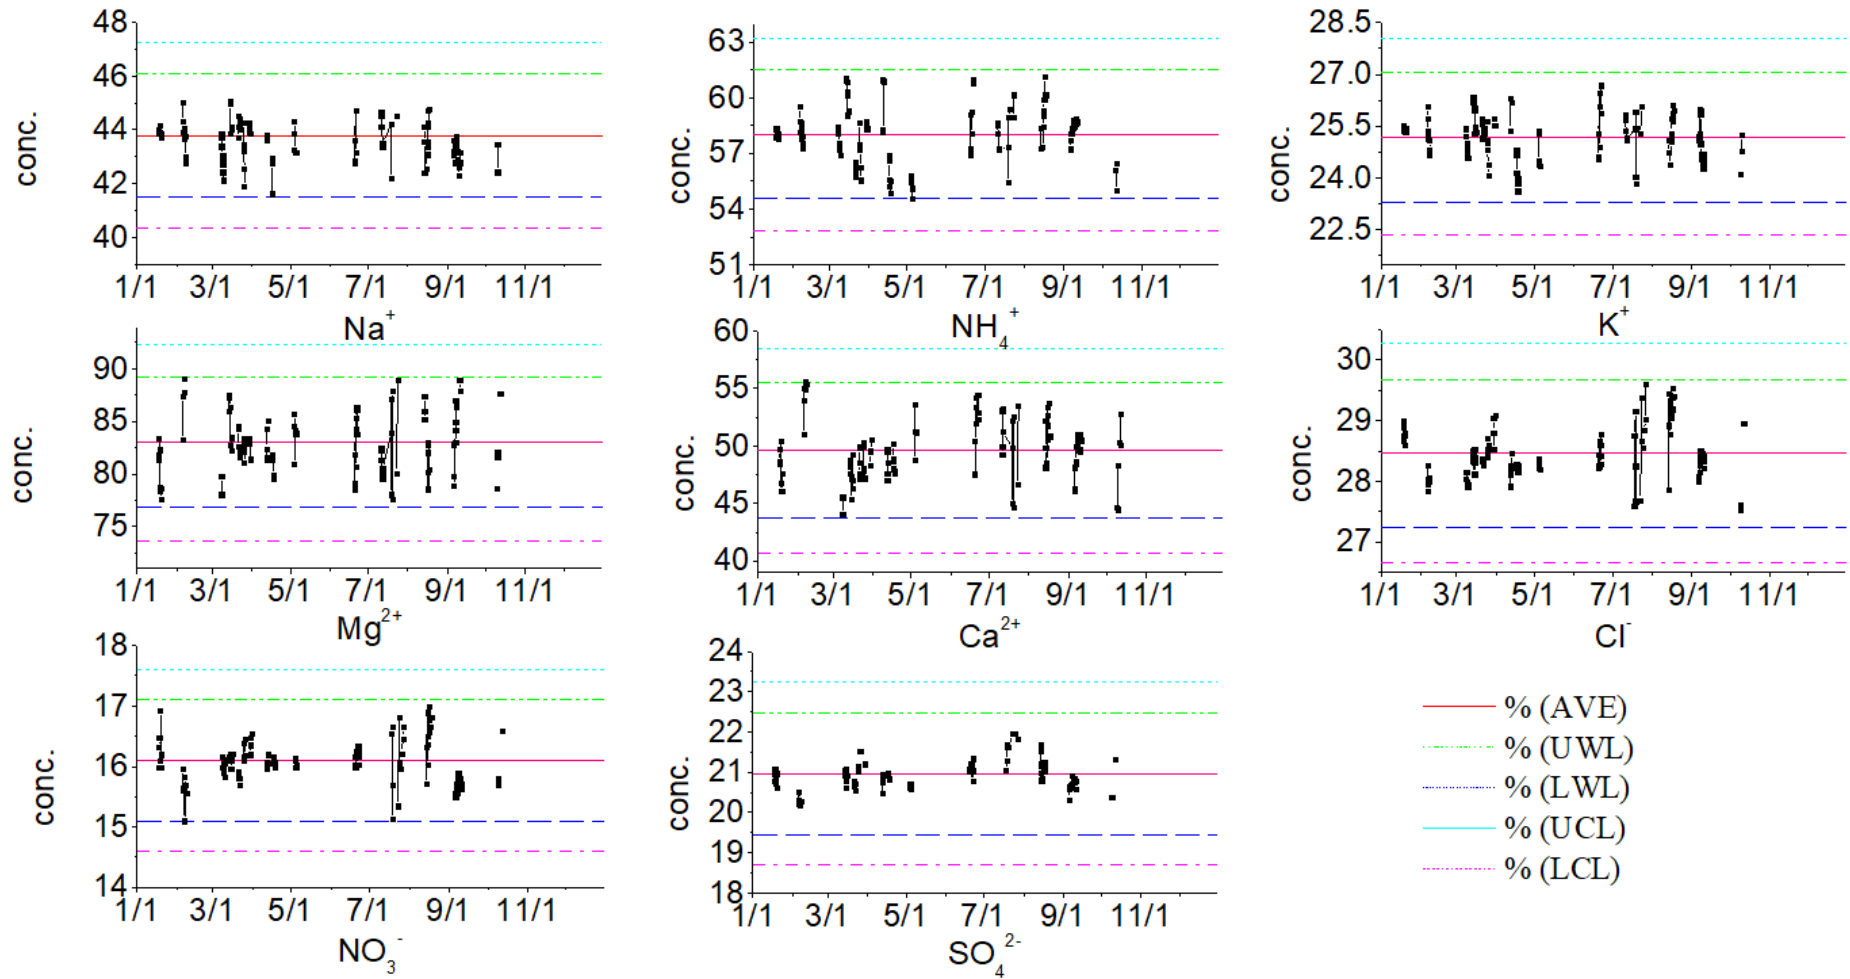 48
46
44
42
40
conc.
1/1 3/1 5/1 7/1 9/1 11/1
Na⁺
63
60
57
54
51
conc.
1/1 3/1 5/1 7/1 9/1 11/1
NH₄⁺
28.5
27.0
25.5
24.0
22.5
conc.
1/1 3/1 5/1 7/1 9/1 11/1
K⁺
90
85
80
75
conc.
1/1 3/1 5/1 7/1 9/1 11/1
Mg²⁺
60
55
50
45
40
conc.
1/1 3/1 5/1 7/1 9/1 11/1
Ca²⁺
30
29
28
27
conc.
1/1 3/1 5/1 7/1 9/1 11/1
Cl⁻
18
17
16
15
14
conc.
1/1 3/1 5/1 7/1 9/1 11/1
NO₃⁻
24
23
22
21
20
19
18
conc.
1/1 3/1 5/1 7/1 9/1 11/1
SO₄²⁻
% (AVE)
% (UWL)
% (LWL)
% (UCL)
% (LCL)